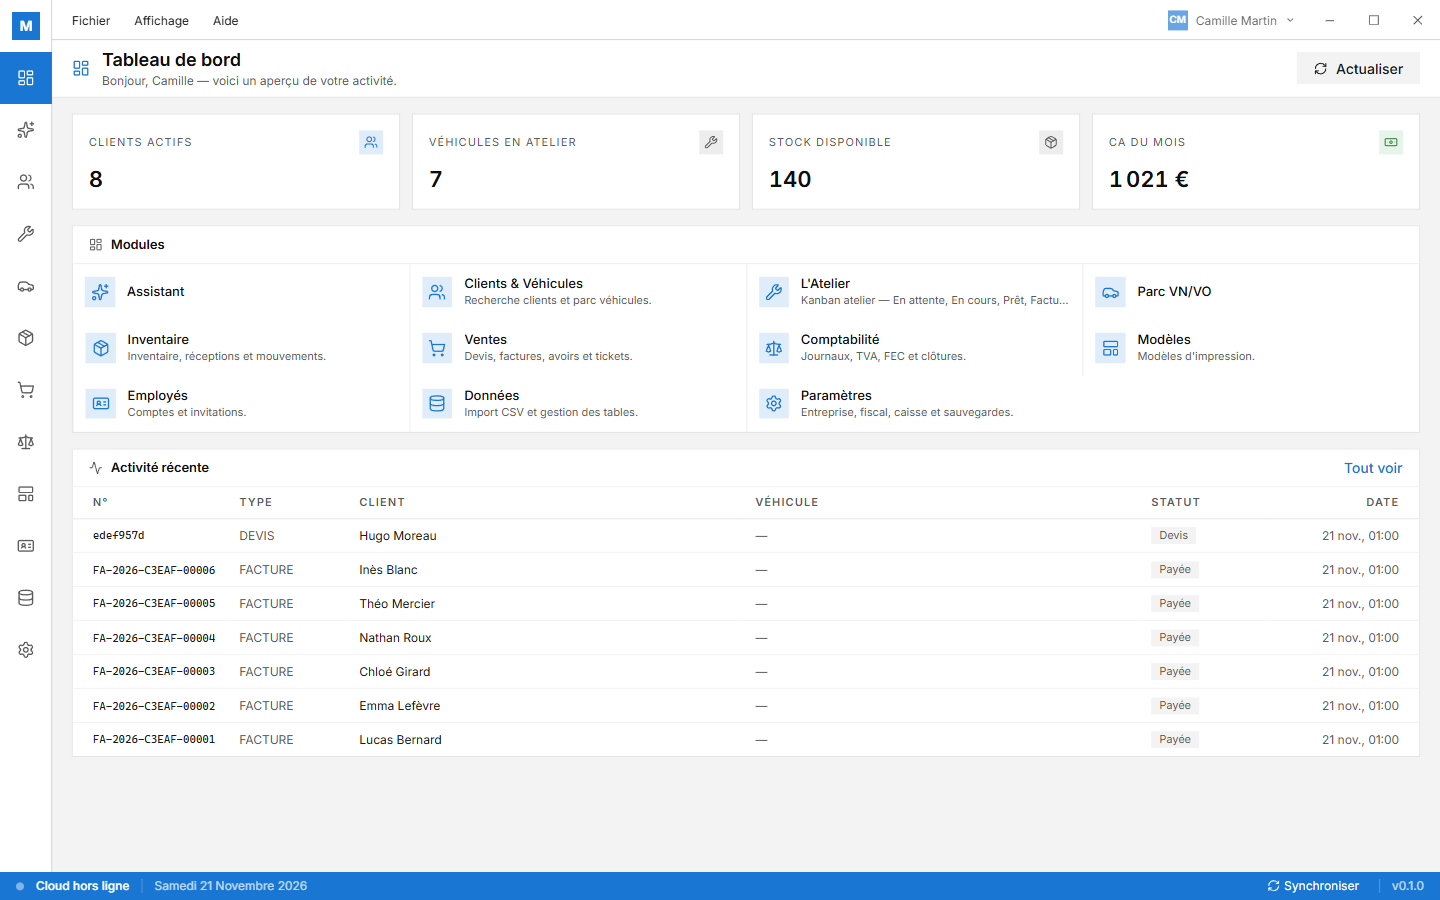 M
Fichier Affichage Aide
CM Camille Martin
Tableau de bord
Bonjour, Camille — voici un aperçu de votre activité.
Actualiser
CLIENTS ACTIFS
8
VÉHICULES EN ATELIER
7
STOCK DISPONIBLE
140
CA DU MOIS
1 021 €
Modules
Assistant
Clients & Véhicules
Recherche clients et parc véhicules.
L'Atelier
Kanban atelier — En attente, En cours, Prêt, Factu...
Parc VN/VO
Inventaire
Inventaire, réceptions et mouvements.
Ventes
Devis, factures, avoirs et tickets.
Comptabilité
Journaux, TVA, FEC et clôtures.
Modèles
Modèles d'impression.
Employés
Comptes et invitations.
Données
Import CSV et gestion des tables.
Paramètres
Entreprise, fiscal, caisse et sauvegardes.
Activité récente
Tout voir
N° TYPE CLIENT VÉHICULE STATUT DATE
edef957d DEVIS Hugo Moreau — Devis 21 nov., 01:00
FA-2026-C3EAF-00006 FACTURE Inès Blanc — Payée 21 nov., 01:00
FA-2026-C3EAF-00005 FACTURE Théo Mercier — Payée 21 nov., 01:00
FA-2026-C3EAF-00004 FACTURE Nathan Roux — Payée 21 nov., 01:00
FA-2026-C3EAF-00003 FACTURE Chloé Girard — Payée 21 nov., 01:00
FA-2026-C3EAF-00002 FACTURE Emma Lefèvre — Payée 21 nov., 01:00
FA-2026-C3EAF-00001 FACTURE Lucas Bernard — Payée 21 nov., 01:00
Cloud hors ligne Samedi 21 Novembre 2026 Synchroniser v0.1.0